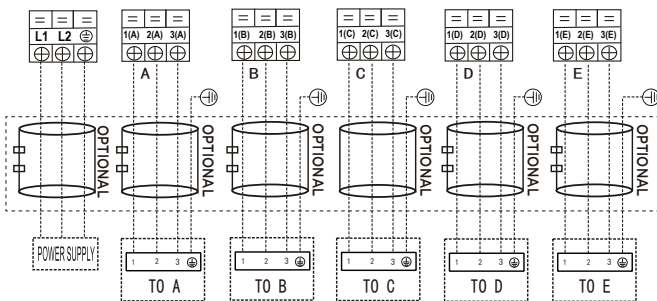 L1 L2
1(A) 2(A) 3(A)
1(B) 2(B) 3(B)
1(C) 2(C) 3(C)
1(D) 2(D) 3(D)
1(E) 2(E) 3(E)
A
B
C
D
E
OPTIONAL
OPTIONAL
OPTIONAL
OPTIONAL
OPTIONAL
OPTIONAL
POWER SUPPLY
1 2 3
TO A
1 2 3
TO B
1 2 3
TO C
1 2 3
TO D
1 2 3
TO E